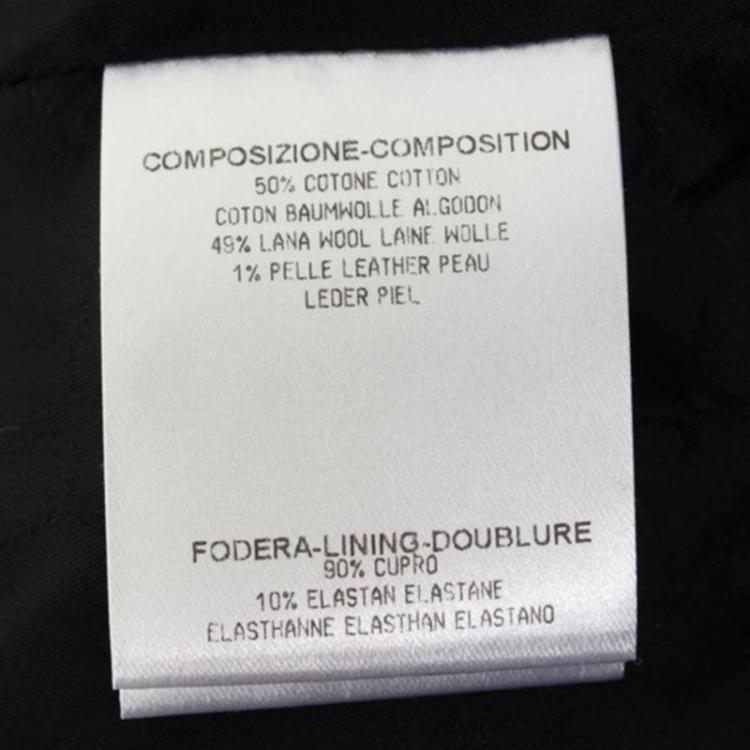 COMPOSIZIONE-COMPOSITION
50% COTONE COTTON
COTON BAUMWOLLE ALGODON
49% LANA WOOL LAINE WOLLE
1% PELLE LEATHER PEAU
LEDER PIEL
FODERA-LINING-DOUBLURE
90% CUPRO
10% ELASTAN ELASTANE
ELASTHANNE ELASTHAN ELASTANO